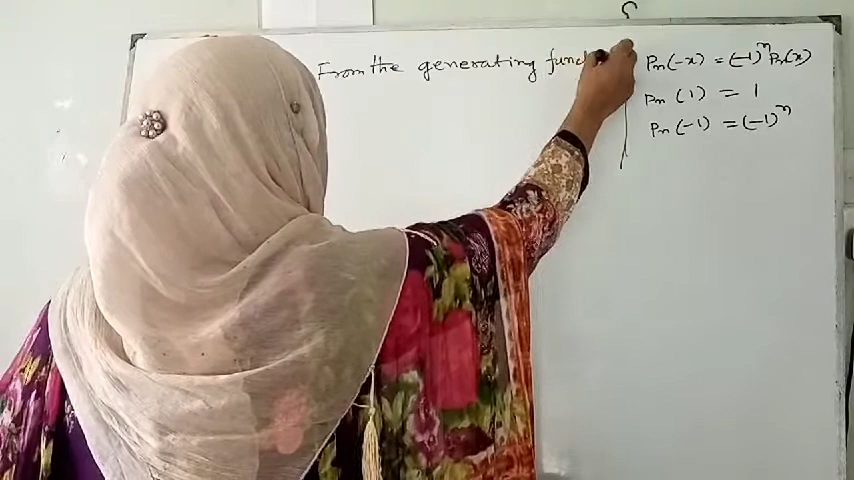 From the generating func
Pn(-x) = (-1)^n Pn(x)
Pn (1) = 1
Pn (-1) = (-1)^n